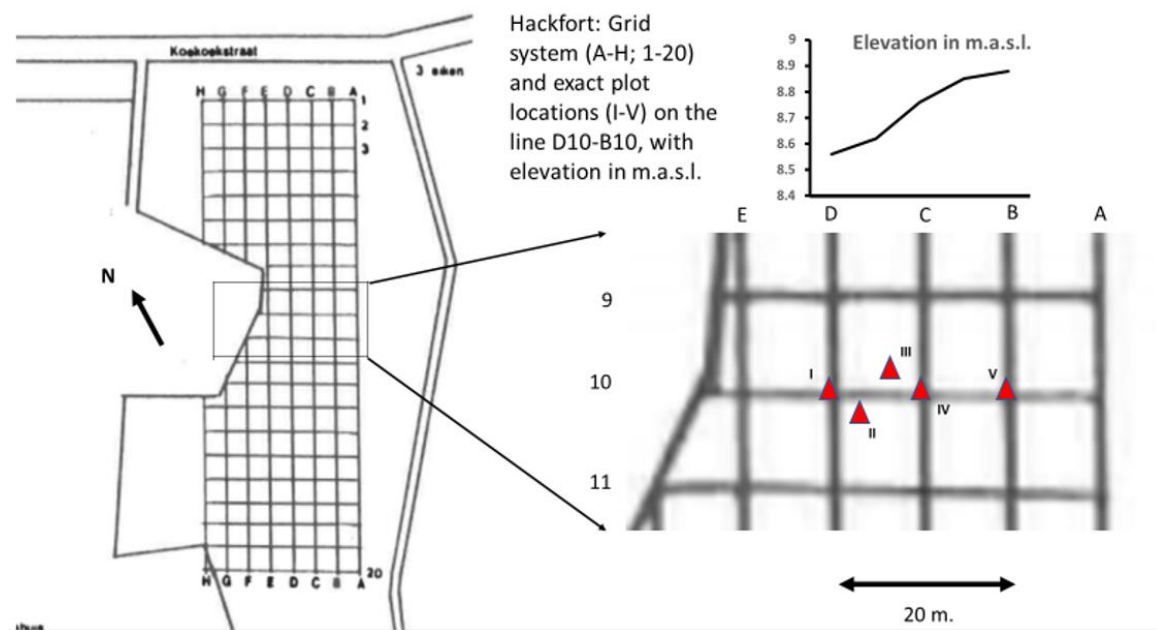 Koekoekstraat
3 eiken
H G F E D C B A
1
2
3
N
20
H G F E D C B A
Hackfort: Grid
system (A-H; 1-20)
and exact plot
locations (I-V) on the
line D10-B10, with
elevation in m.a.s.l.
Elevation in m.a.s.l.
9
8.9
8.8
8.7
8.6
8.5
8.4
E D C B A
9
10
11
I
II
III
IV
V
20 m.